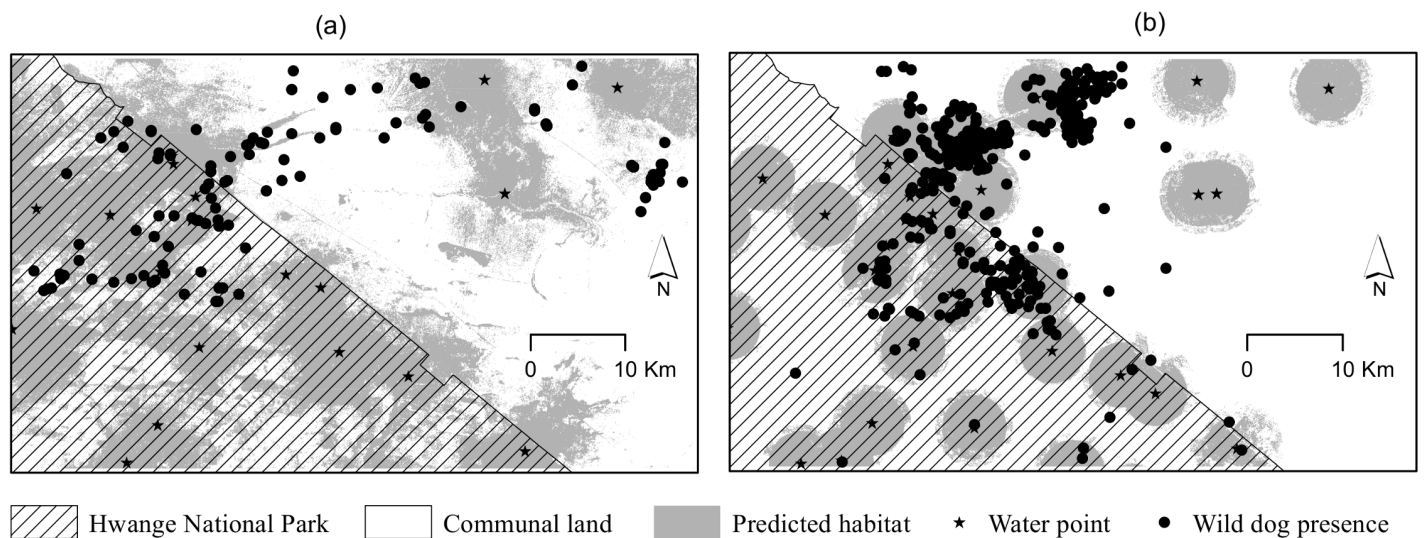 (a)
(b)
N
N
0 10 Km
0 10 Km
Hwange National Park Communal land Predicted habitat Water point Wild dog presence